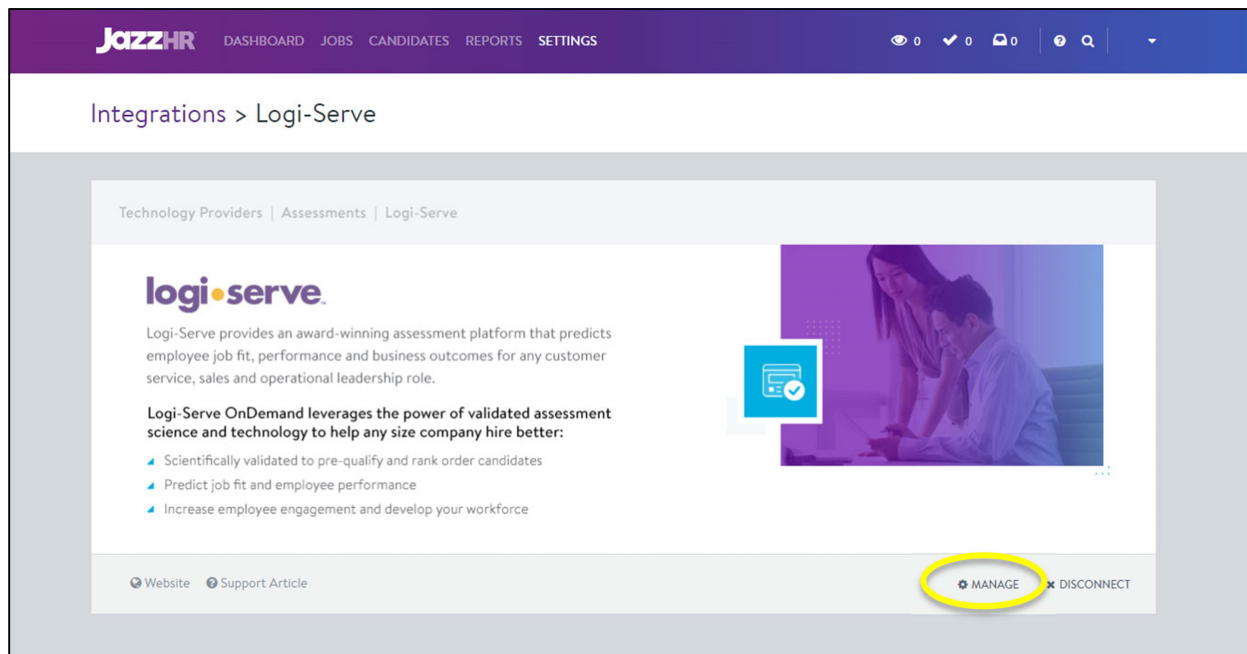 JazzHR DASHBOARD JOBS CANDIDATES REPORTS SETTINGS 0 0 0
Integrations > Logi-Serve
Technology Providers | Assessments | Logi-Serve
logi•serve™
Logi-Serve provides an award-winning assessment platform that predicts
employee job fit, performance and business outcomes for any customer
service, sales and operational leadership role.
Logi-Serve OnDemand leverages the power of validated assessment
science and technology to help any size company hire better:
Scientifically validated to pre-qualify and rank order candidates
Predict job fit and employee performance
Increase employee engagement and develop your workforce
Website Support Article MANAGE DISCONNECT